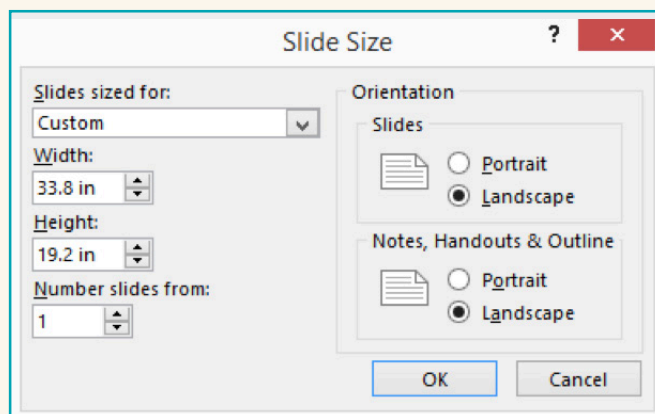 Slide Size
?
Slides sized for:
Custom
Width:
33.8 in
Height:
19.2 in
Number slides from:
1
Orientation
Slides
Portrait
Landscape
Notes, Handouts & Outline
Portrait
Landscape
OK
Cancel